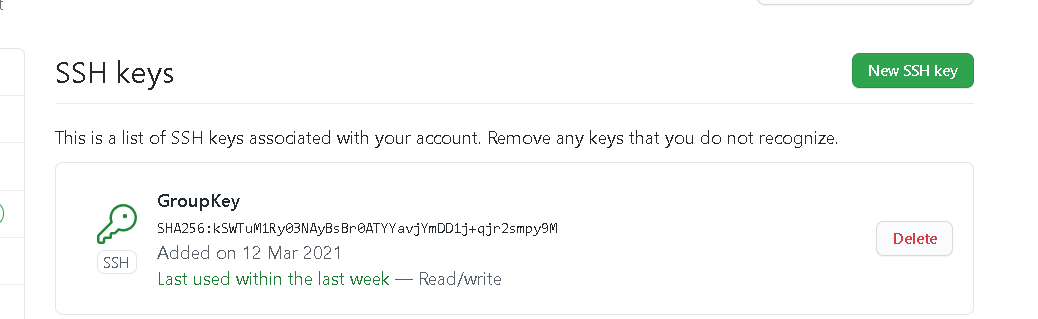 SSH keys
New SSH key
This is a list of SSH keys associated with your account. Remove any keys that you do not recognize.
GroupKey
SHA256:kSWTuM1Ry03NAyBsBr0ATYYavjYmDD1j+qjr2smpy9M
SSH
Added on 12 Mar 2021
Last used within the last week — Read/write
Delete